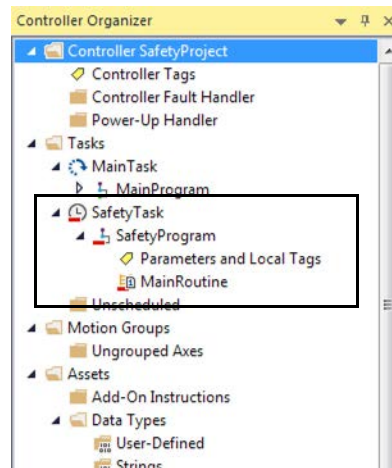 Controller Organizer
Controller SafetyProject
Controller Tags
Controller Fault Handler
Power-Up Handler
Tasks
MainTask
MainProgram
SafetyTask
SafetyProgram
Parameters and Local Tags
MainRoutine
Unscheduled
Motion Groups
Ungrouped Axes
Assets
Add-On Instructions
Data Types
User-Defined
Strings